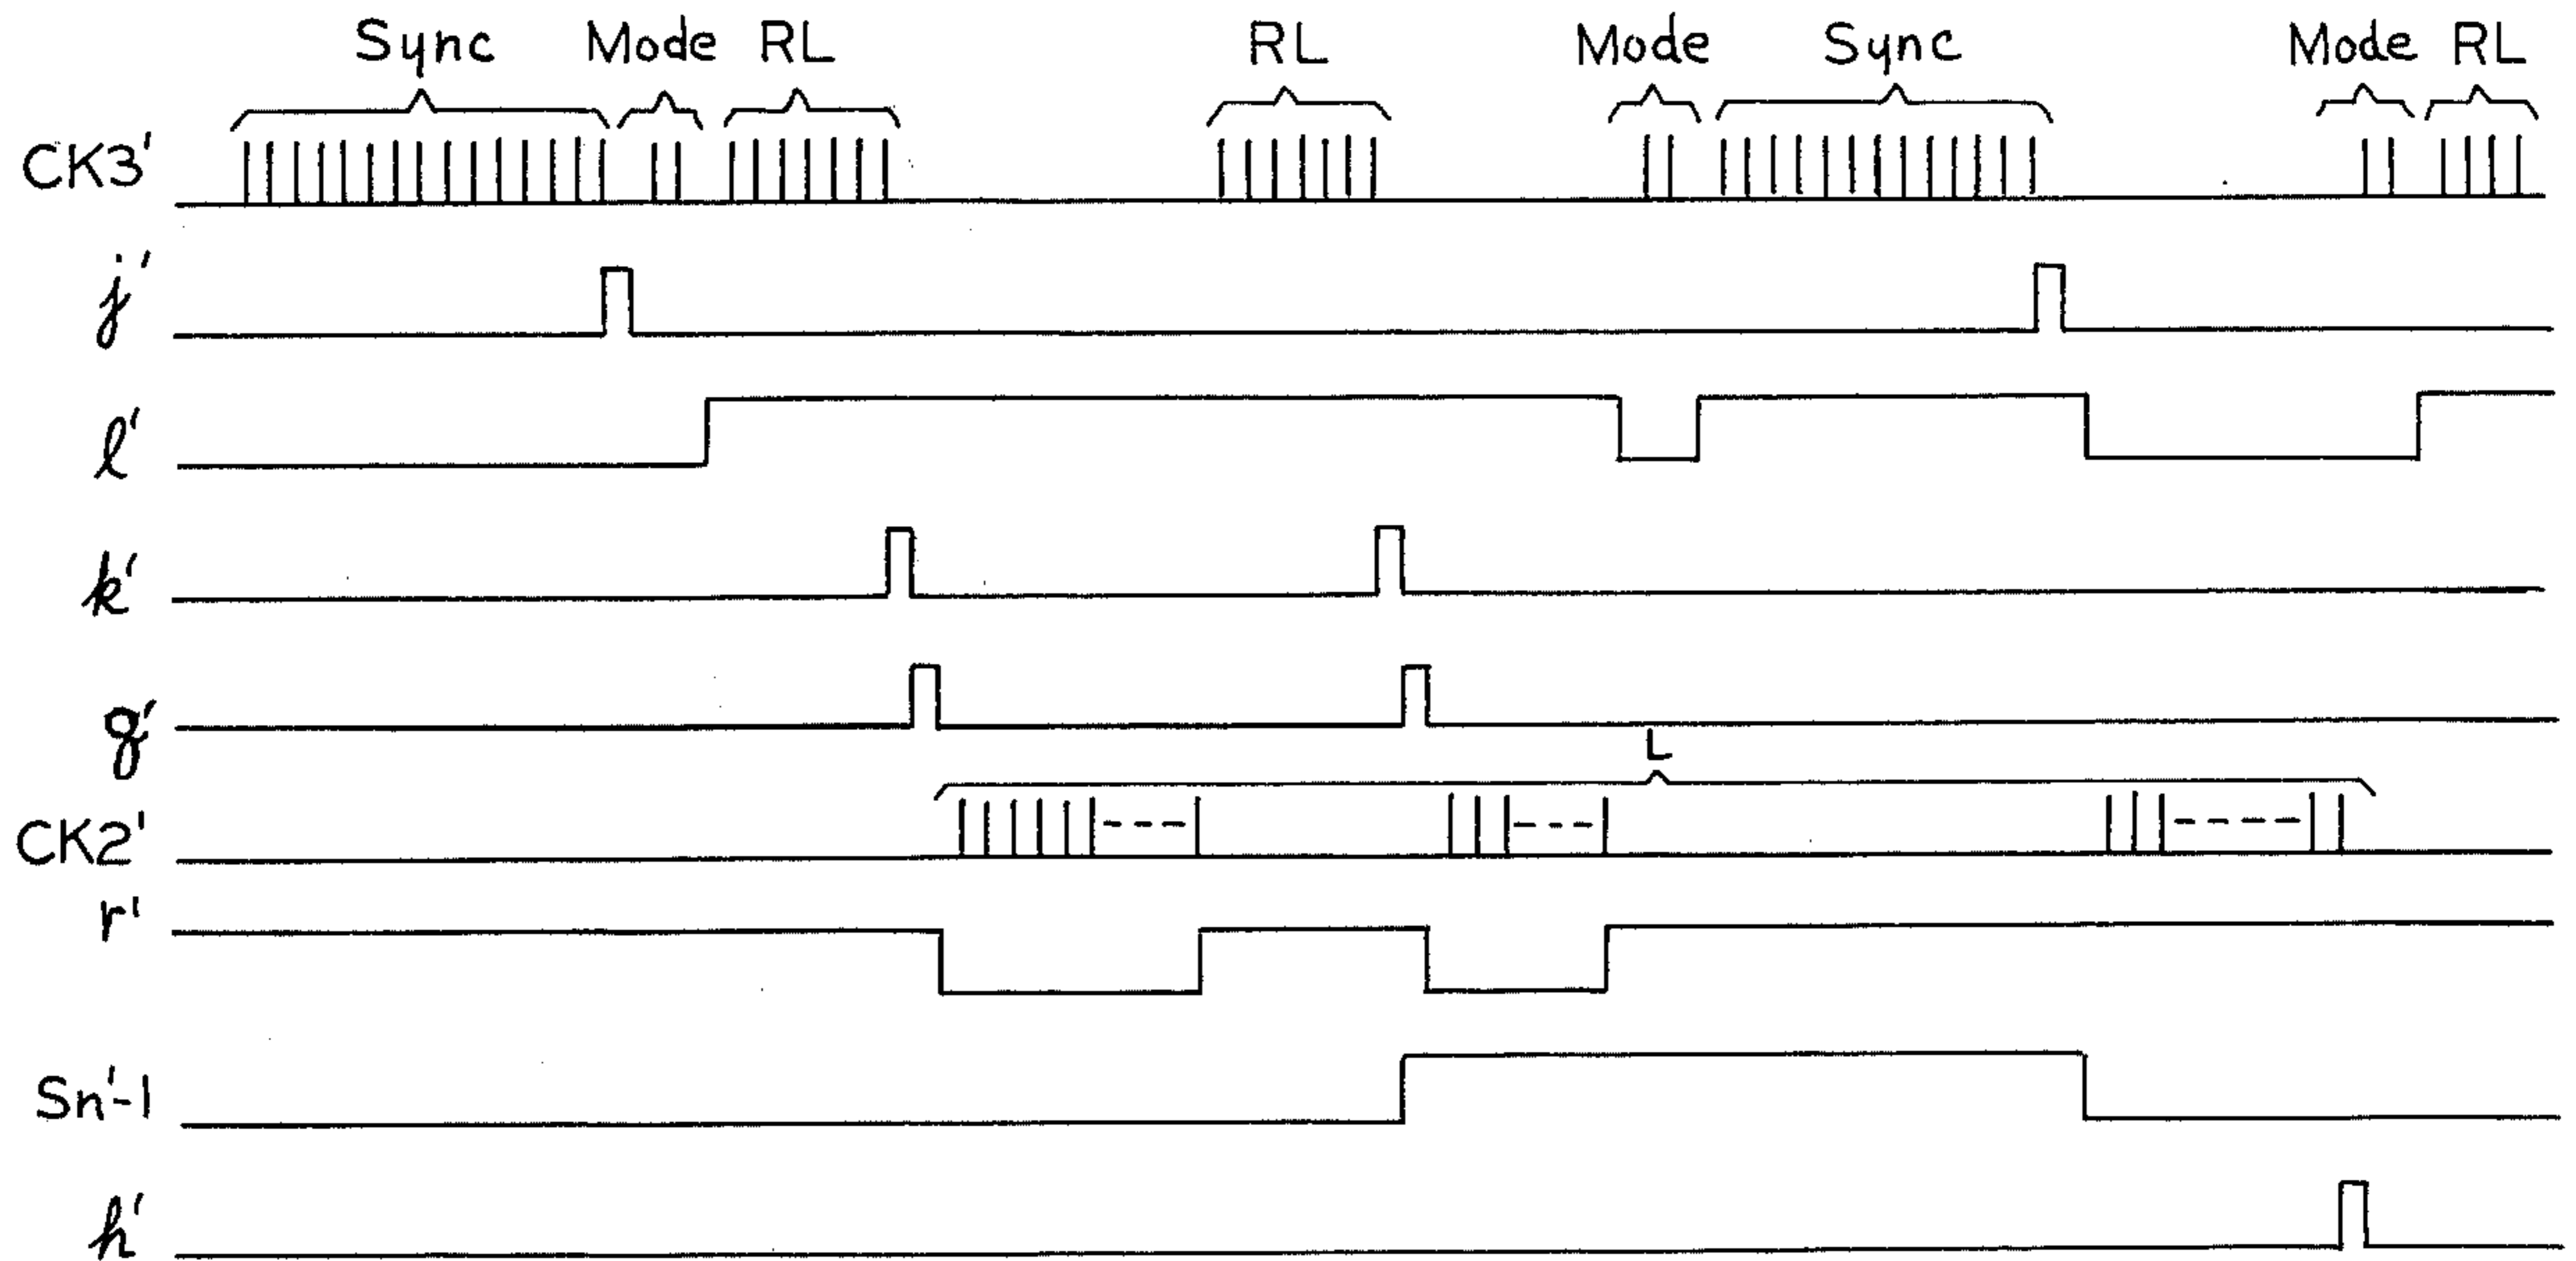 Sync Mode RL RL Mode Sync Mode RL
CK3'
j'
l'
k'
g'
L
CK2'
r'
Sn'-1
h'